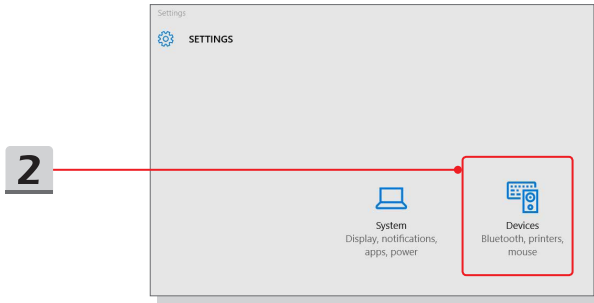 Settings
SETTINGS
2
System
Display, notifications,
apps, power
Devices
Bluetooth, printers,
mouse